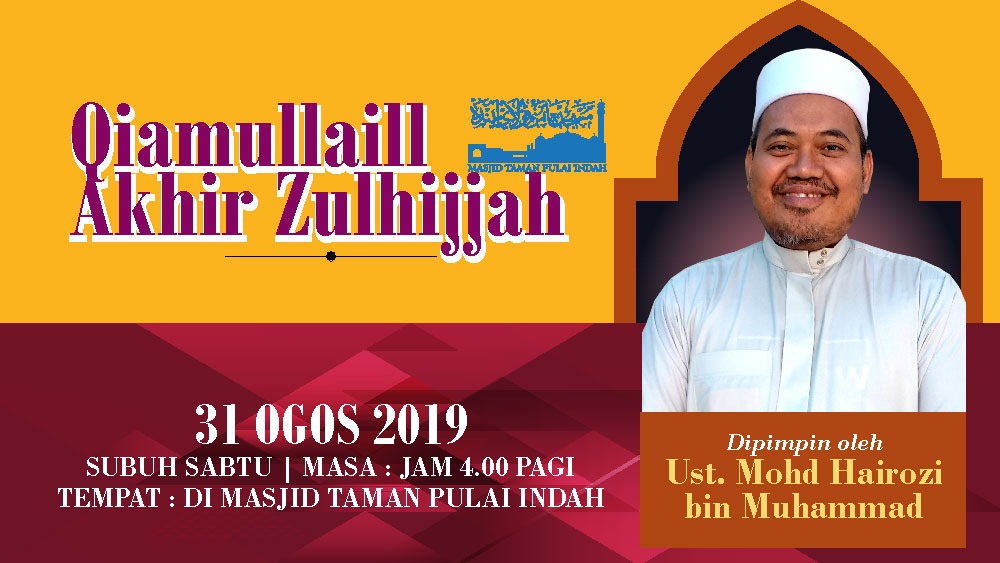 Qiamullaill
Akhir Zulhijjah
MASJID TAMAN PULAI INDAH
31 OGOS 2019
SUBUH SABTU | MASA : JAM 4.00 PAGI
TEMPAT : DI MASJID TAMAN PULAI INDAH
Dipimpin oleh
Ust. Mohd Hairozi
bin Muhammad